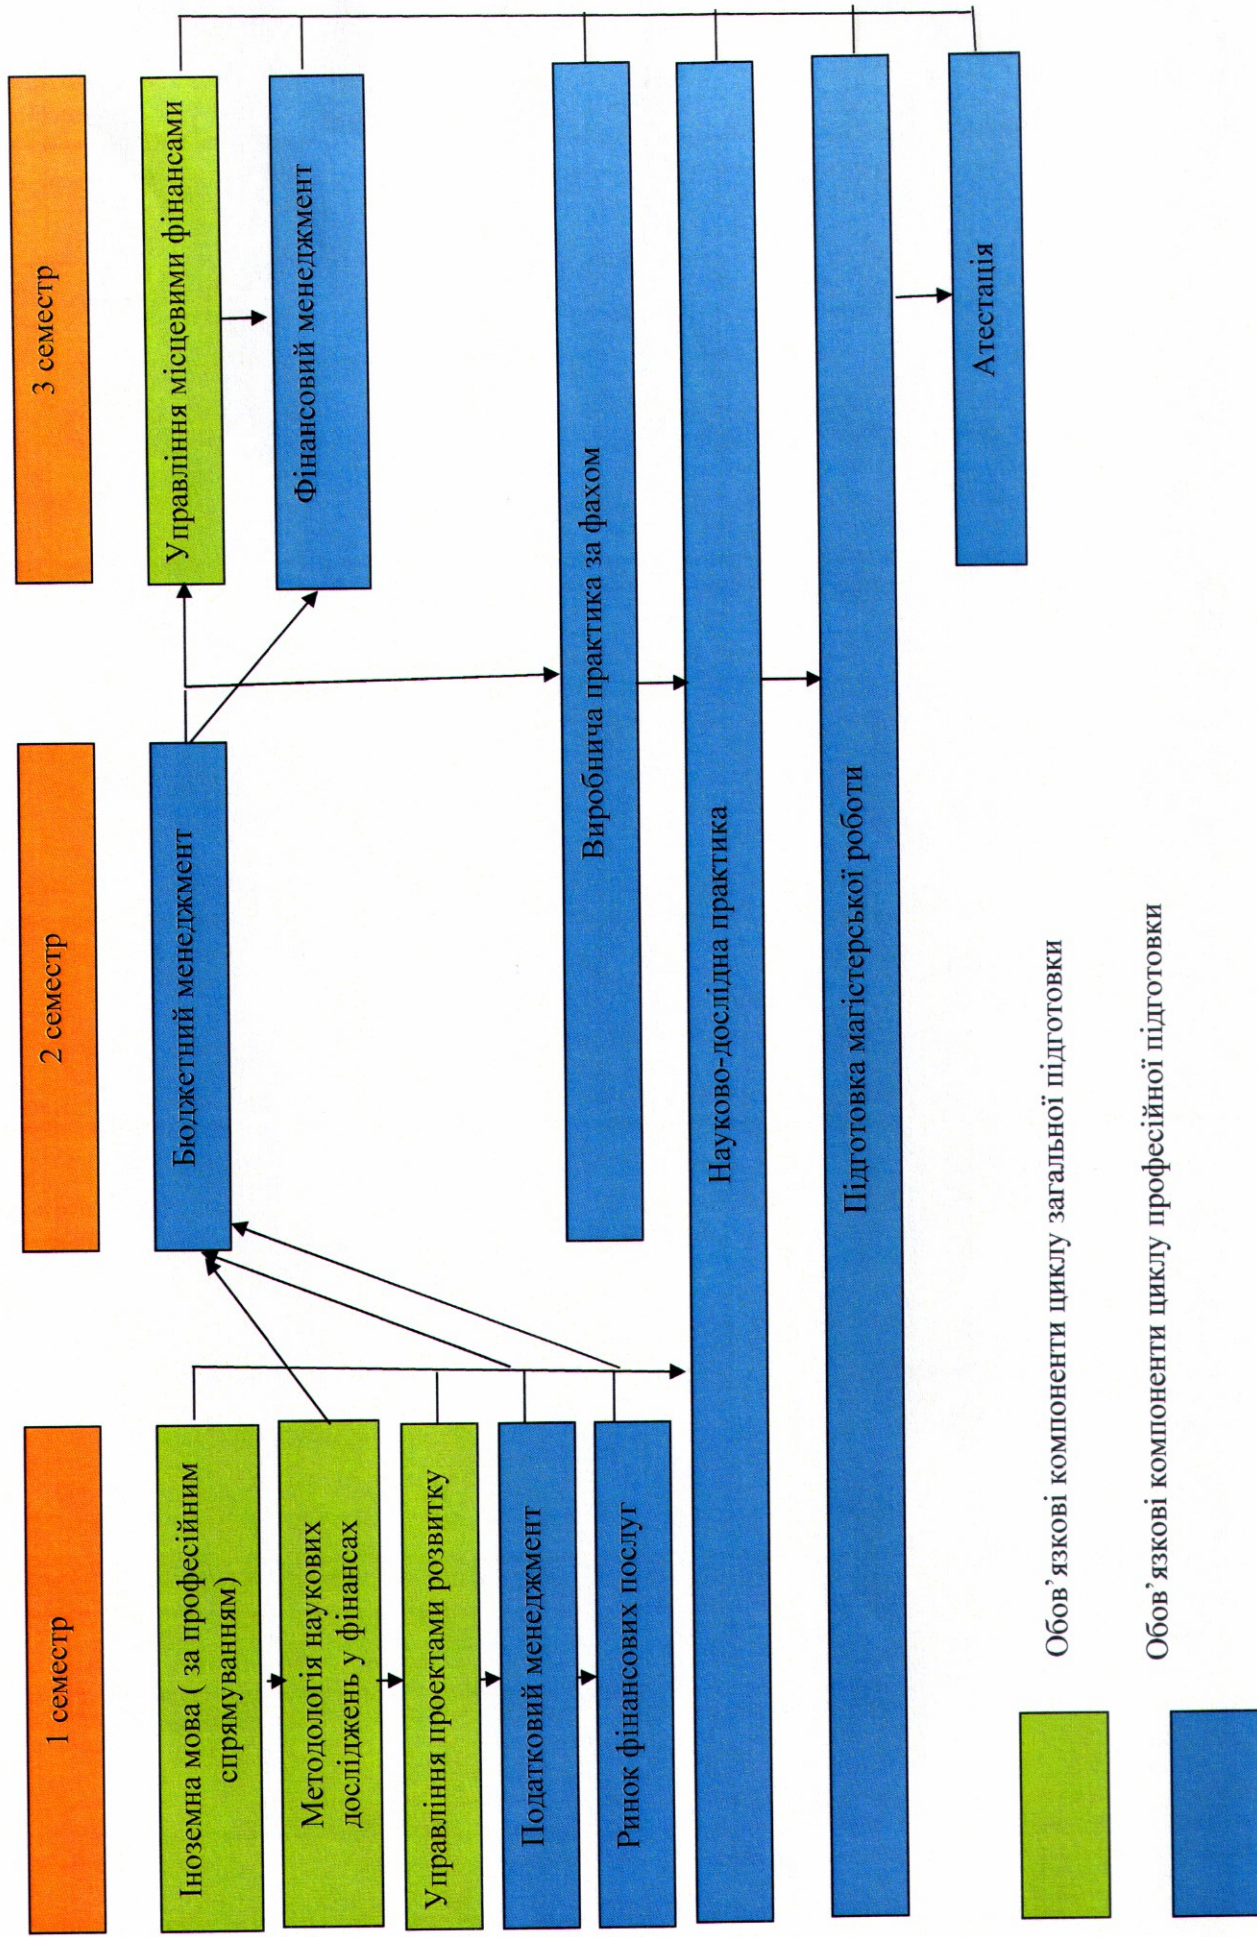 1 семестр
2 семестр
3 семестр
Іноземна мова ( за професійним
спрямуванням)
Методологія наукових
досліджень у фінансах
Управління проектами розвитку
Податковий менеджмент
Ринок фінансових послуг
Бюджетний менеджмент
Управління місцевими фінансами
Фінансовий менеджмент
Виробнича практика за фахом
Науково-дослідна практика
Підготовка магістерської роботи
Атестація
Обов’язкові компоненти циклу загальної підготовки
Обов’язкові компоненти циклу професійної підготовки